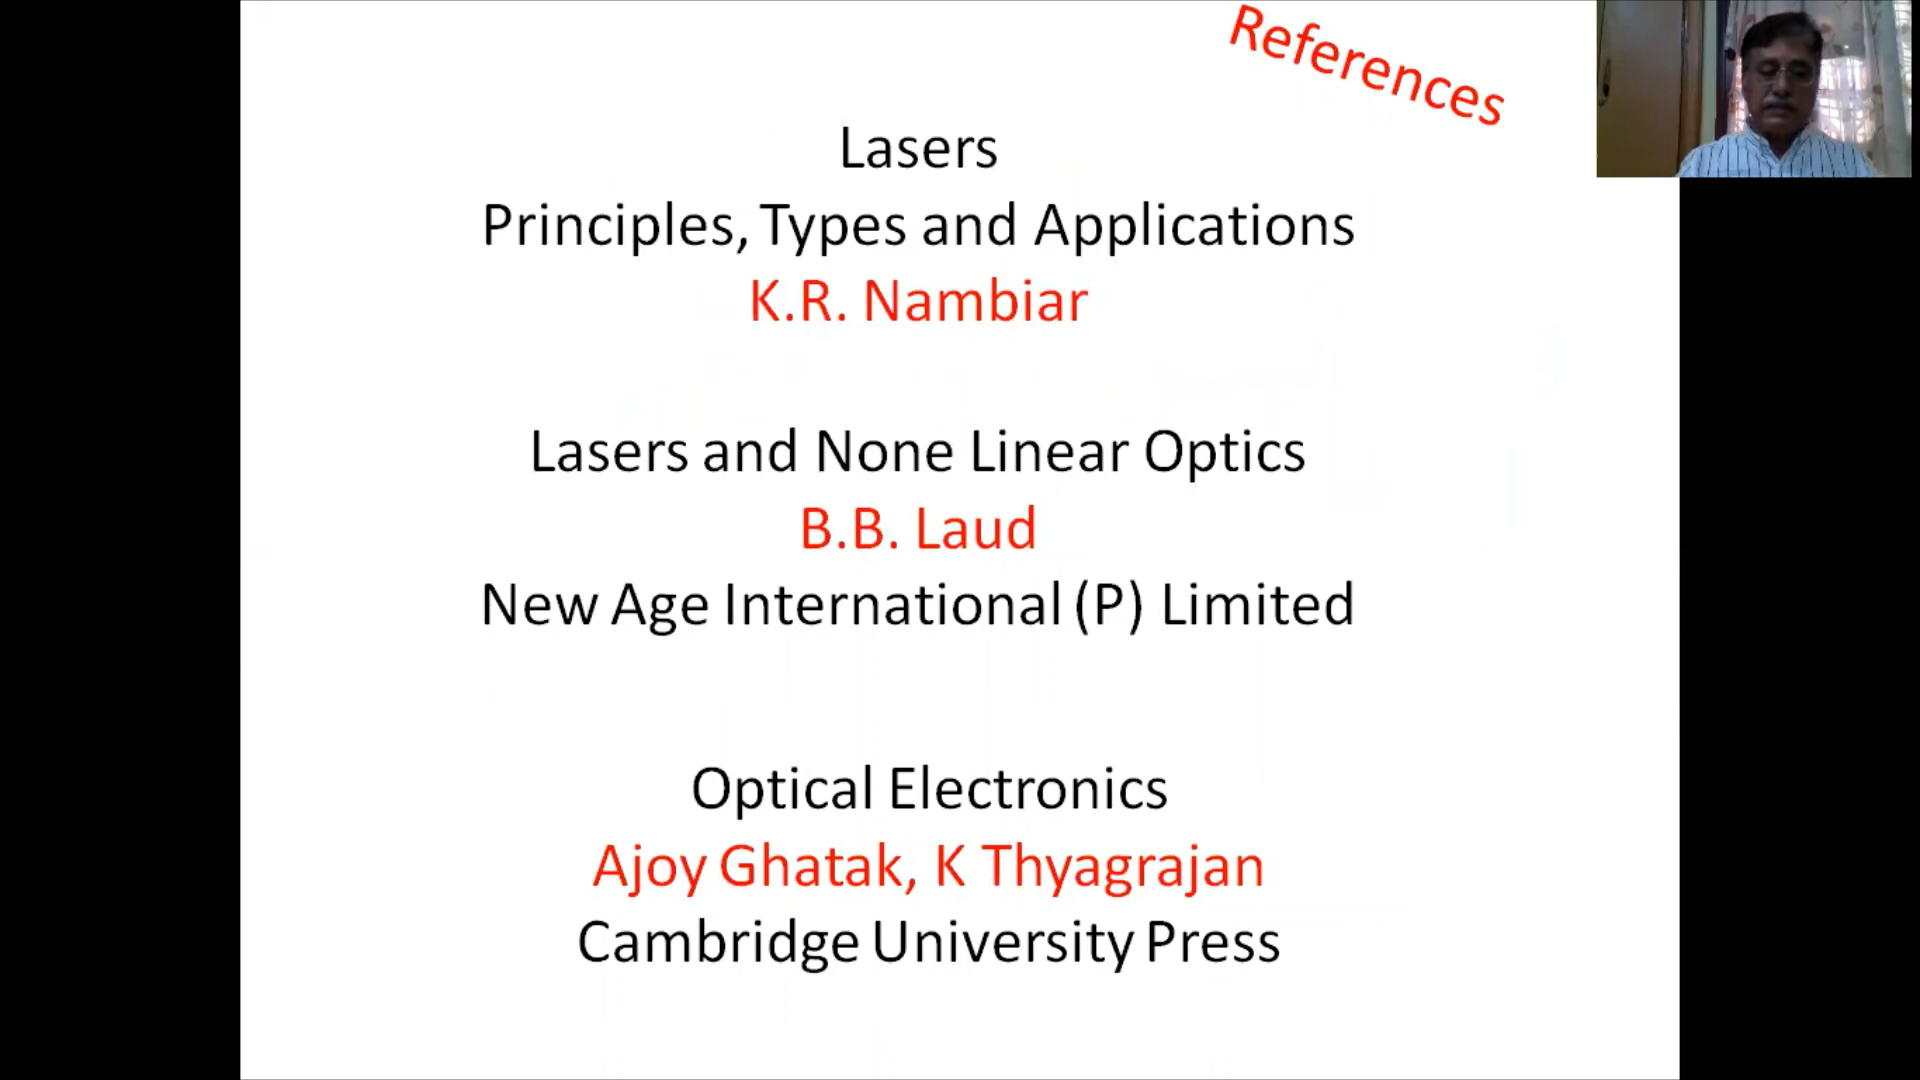 References
Lasers
Principles, Types and Applications
K.R. Nambiar
Lasers and None Linear Optics
B.B. Laud
New Age International (P) Limited
Optical Electronics
Ajoy Ghatak, K Thyagrajan
Cambridge University Press